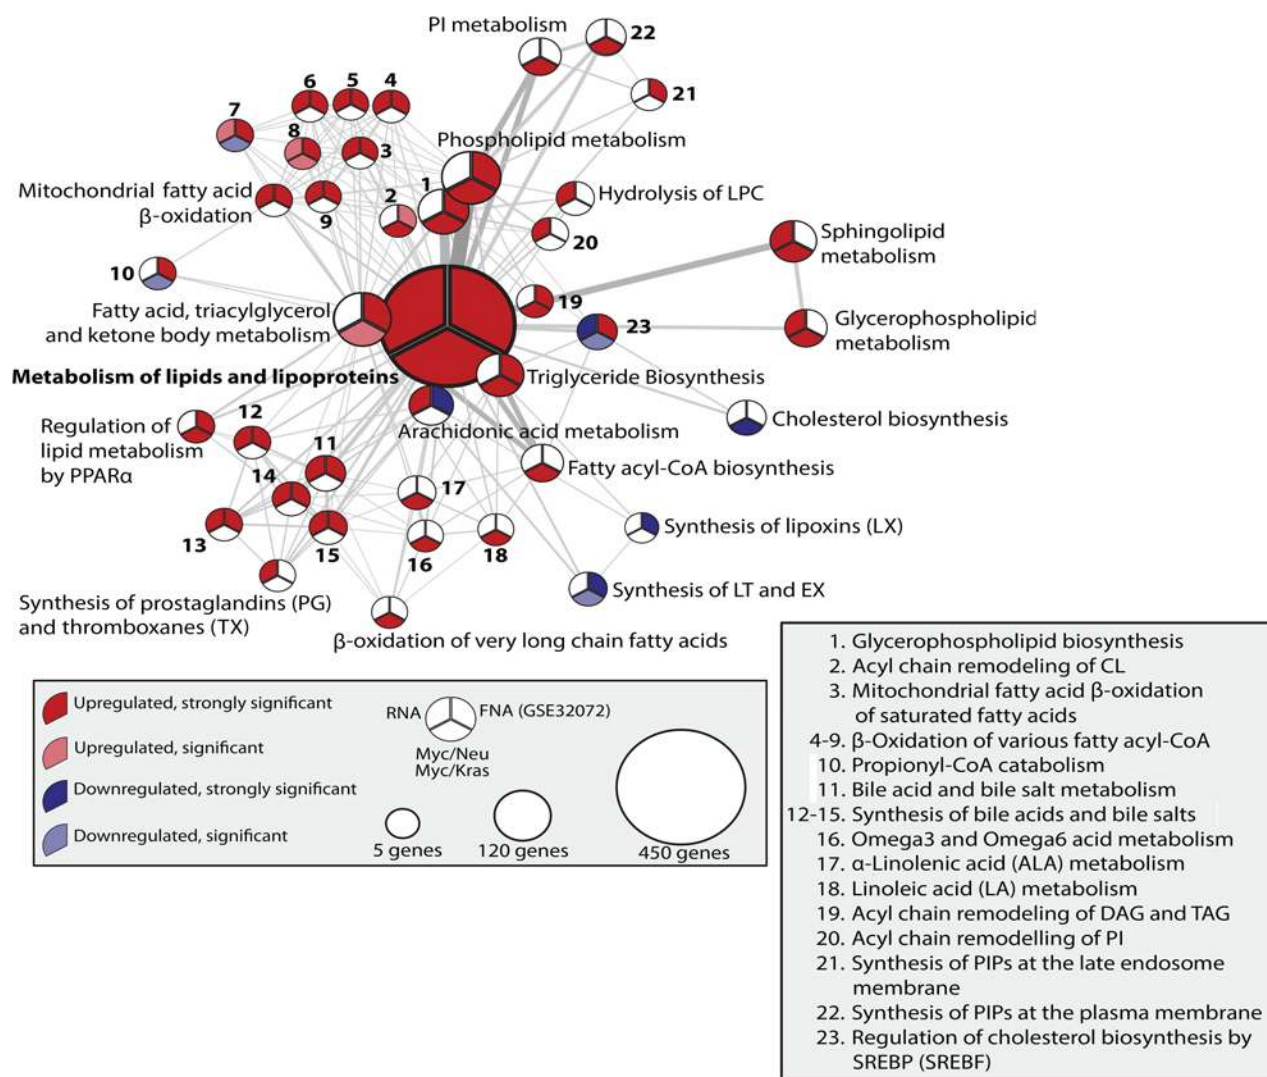 PI metabolism
22
21
6
5
4
7
8
3
Phospholipid metabolism
Mitochondrial fatty acid
β-oxidation
9
2
1
Hydrolysis of LPC
20
Sphingolipid
metabolism
10
19
Fatty acid, triacylglycerol
and ketone body metabolism
23
Glycerophospholipid
metabolism
Metabolism of lipids and lipoproteins
Triglyceride Biosynthesis
Regulation of
lipid metabolism
by PPARα
12
Arachidonic acid metabolism
Cholesterol biosynthesis
11
14
Fatty acyl-CoA biosynthesis
17
13
15
16
18
Synthesis of lipoxins (LX)
Synthesis of LT and EX
Synthesis of prostaglandins (PG)
and thromboxanes (TX)
β-oxidation of very long chain fatty acids
Upregulated, strongly significant
Upregulated, significant
Downregulated, strongly significant
Downregulated, significant
RNA
FNA (GSE32072)
Myc/Neu
Myc/Kras
5 genes
120 genes
450 genes
1. Glycerophospholipid biosynthesis
2. Acyl chain remodeling of CL
3. Mitochondrial fatty acid β-oxidation
of saturated fatty acids
4-9. β-Oxidation of various fatty acyl-CoA
10. Propionyl-CoA catabolism
11. Bile acid and bile salt metabolism
12-15. Synthesis of bile acids and bile salts
16. Omega3 and Omega6 acid metabolism
17. α-Linolenic acid (ALA) metabolism
18. Linoleic acid (LA) metabolism
19. Acyl chain remodeling of DAG and TAG
20. Acyl chain remodelling of PI
21. Synthesis of PIPs at the late endosome
membrane
22. Synthesis of PIPs at the plasma membrane
23. Regulation of cholesterol biosynthesis by
SREBP (SREBF)